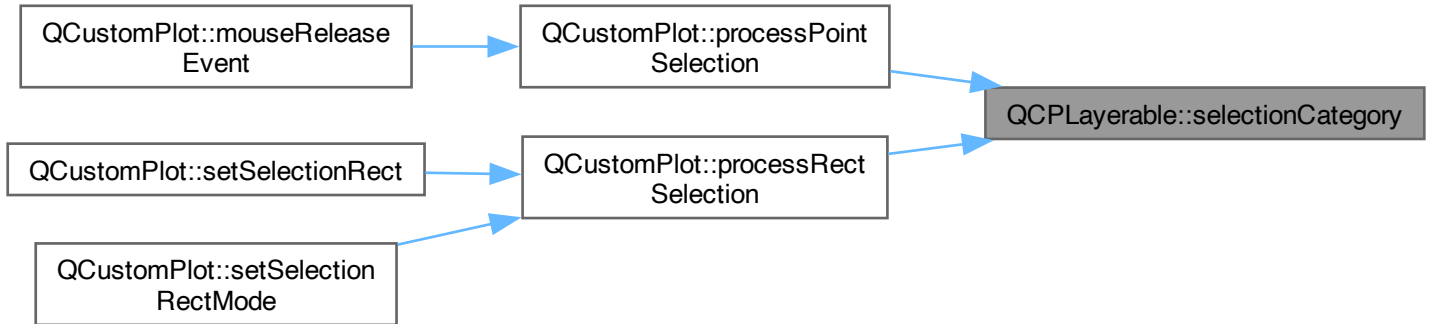 QCustomPlot::mouseRelease
Event
QCustomPlot::processPoint
Selection
QCPLayerable::selectionCategory
QCustomPlot::setSelectionRect
QCustomPlot::processRect
Selection
QCustomPlot::setSelection
RectMode